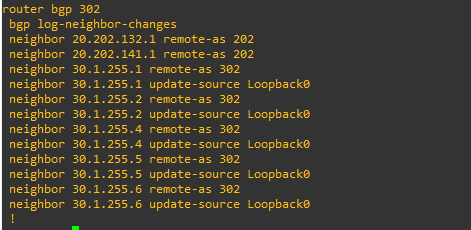 router bgp 302
bgp log-neighbor-changes
neighbor 20.202.132.1 remote-as 202
neighbor 20.202.141.1 remote-as 202
neighbor 30.1.255.1 remote-as 302
neighbor 30.1.255.1 update-source Loopback0
neighbor 30.1.255.2 remote-as 302
neighbor 30.1.255.2 update-source Loopback0
neighbor 30.1.255.4 remote-as 302
neighbor 30.1.255.4 update-source Loopback0
neighbor 30.1.255.5 remote-as 302
neighbor 30.1.255.5 update-source Loopback0
neighbor 30.1.255.6 remote-as 302
neighbor 30.1.255.6 update-source Loopback0
!